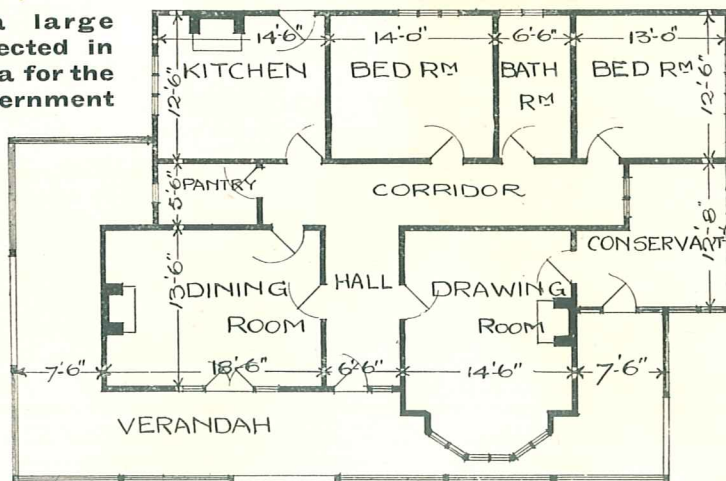 a large
ected in
a for the
ernment
14'6" 14'-0" 6'-6" 13'-0"
KITCHEN BED RM BATH RM BED RM
12'-6" 12'-6"
PANTRY CORRIDOR
5'-6"
CONSERVAT
DINING ROOM HALL DRAWING ROOM
13'-6"
7'-6" 18'-6" 6'-6" 14'6" 7'-6"
VERANDAH